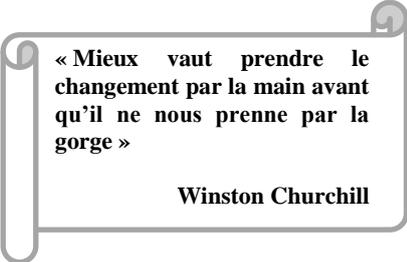 « Mieux vaut prendre le
changement par la main avant
qu’il ne nous prenne par la
gorge »
Winston Churchill